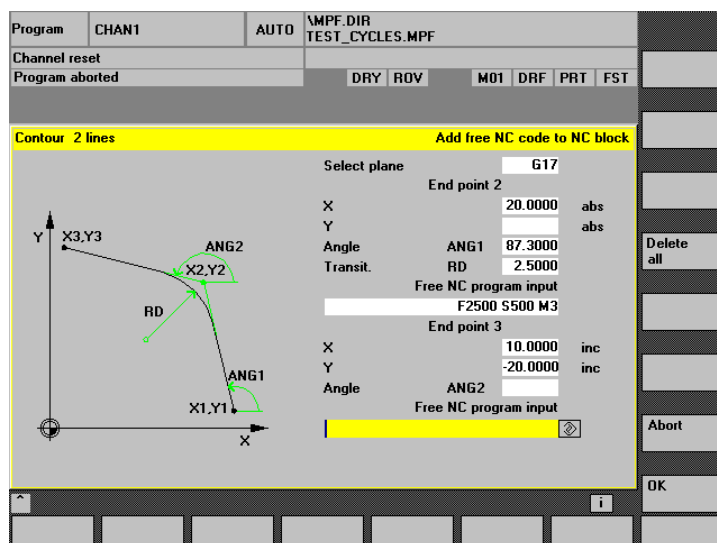 Program CHAN1 AUTO \MPF.DIR
TEST_CYCLES.MPF
Channel reset
Program aborted DRY ROV M01 DRF PRT FST
Contour 2 lines Add free NC code to NC block
Select plane G17
End point 2
X 20.0000 abs
Y abs
Angle ANG1 87.3000
Transit. RD 2.5000
Free NC program input
F2500 S500 M3
End point 3
X 10.0000 inc
Y -20.0000 inc
Angle ANG2
Free NC program input
Y X3,Y3
ANG2
X2,Y2
RD
ANG1
X1,Y1
X
^
i
Delete
all
Abort
OK